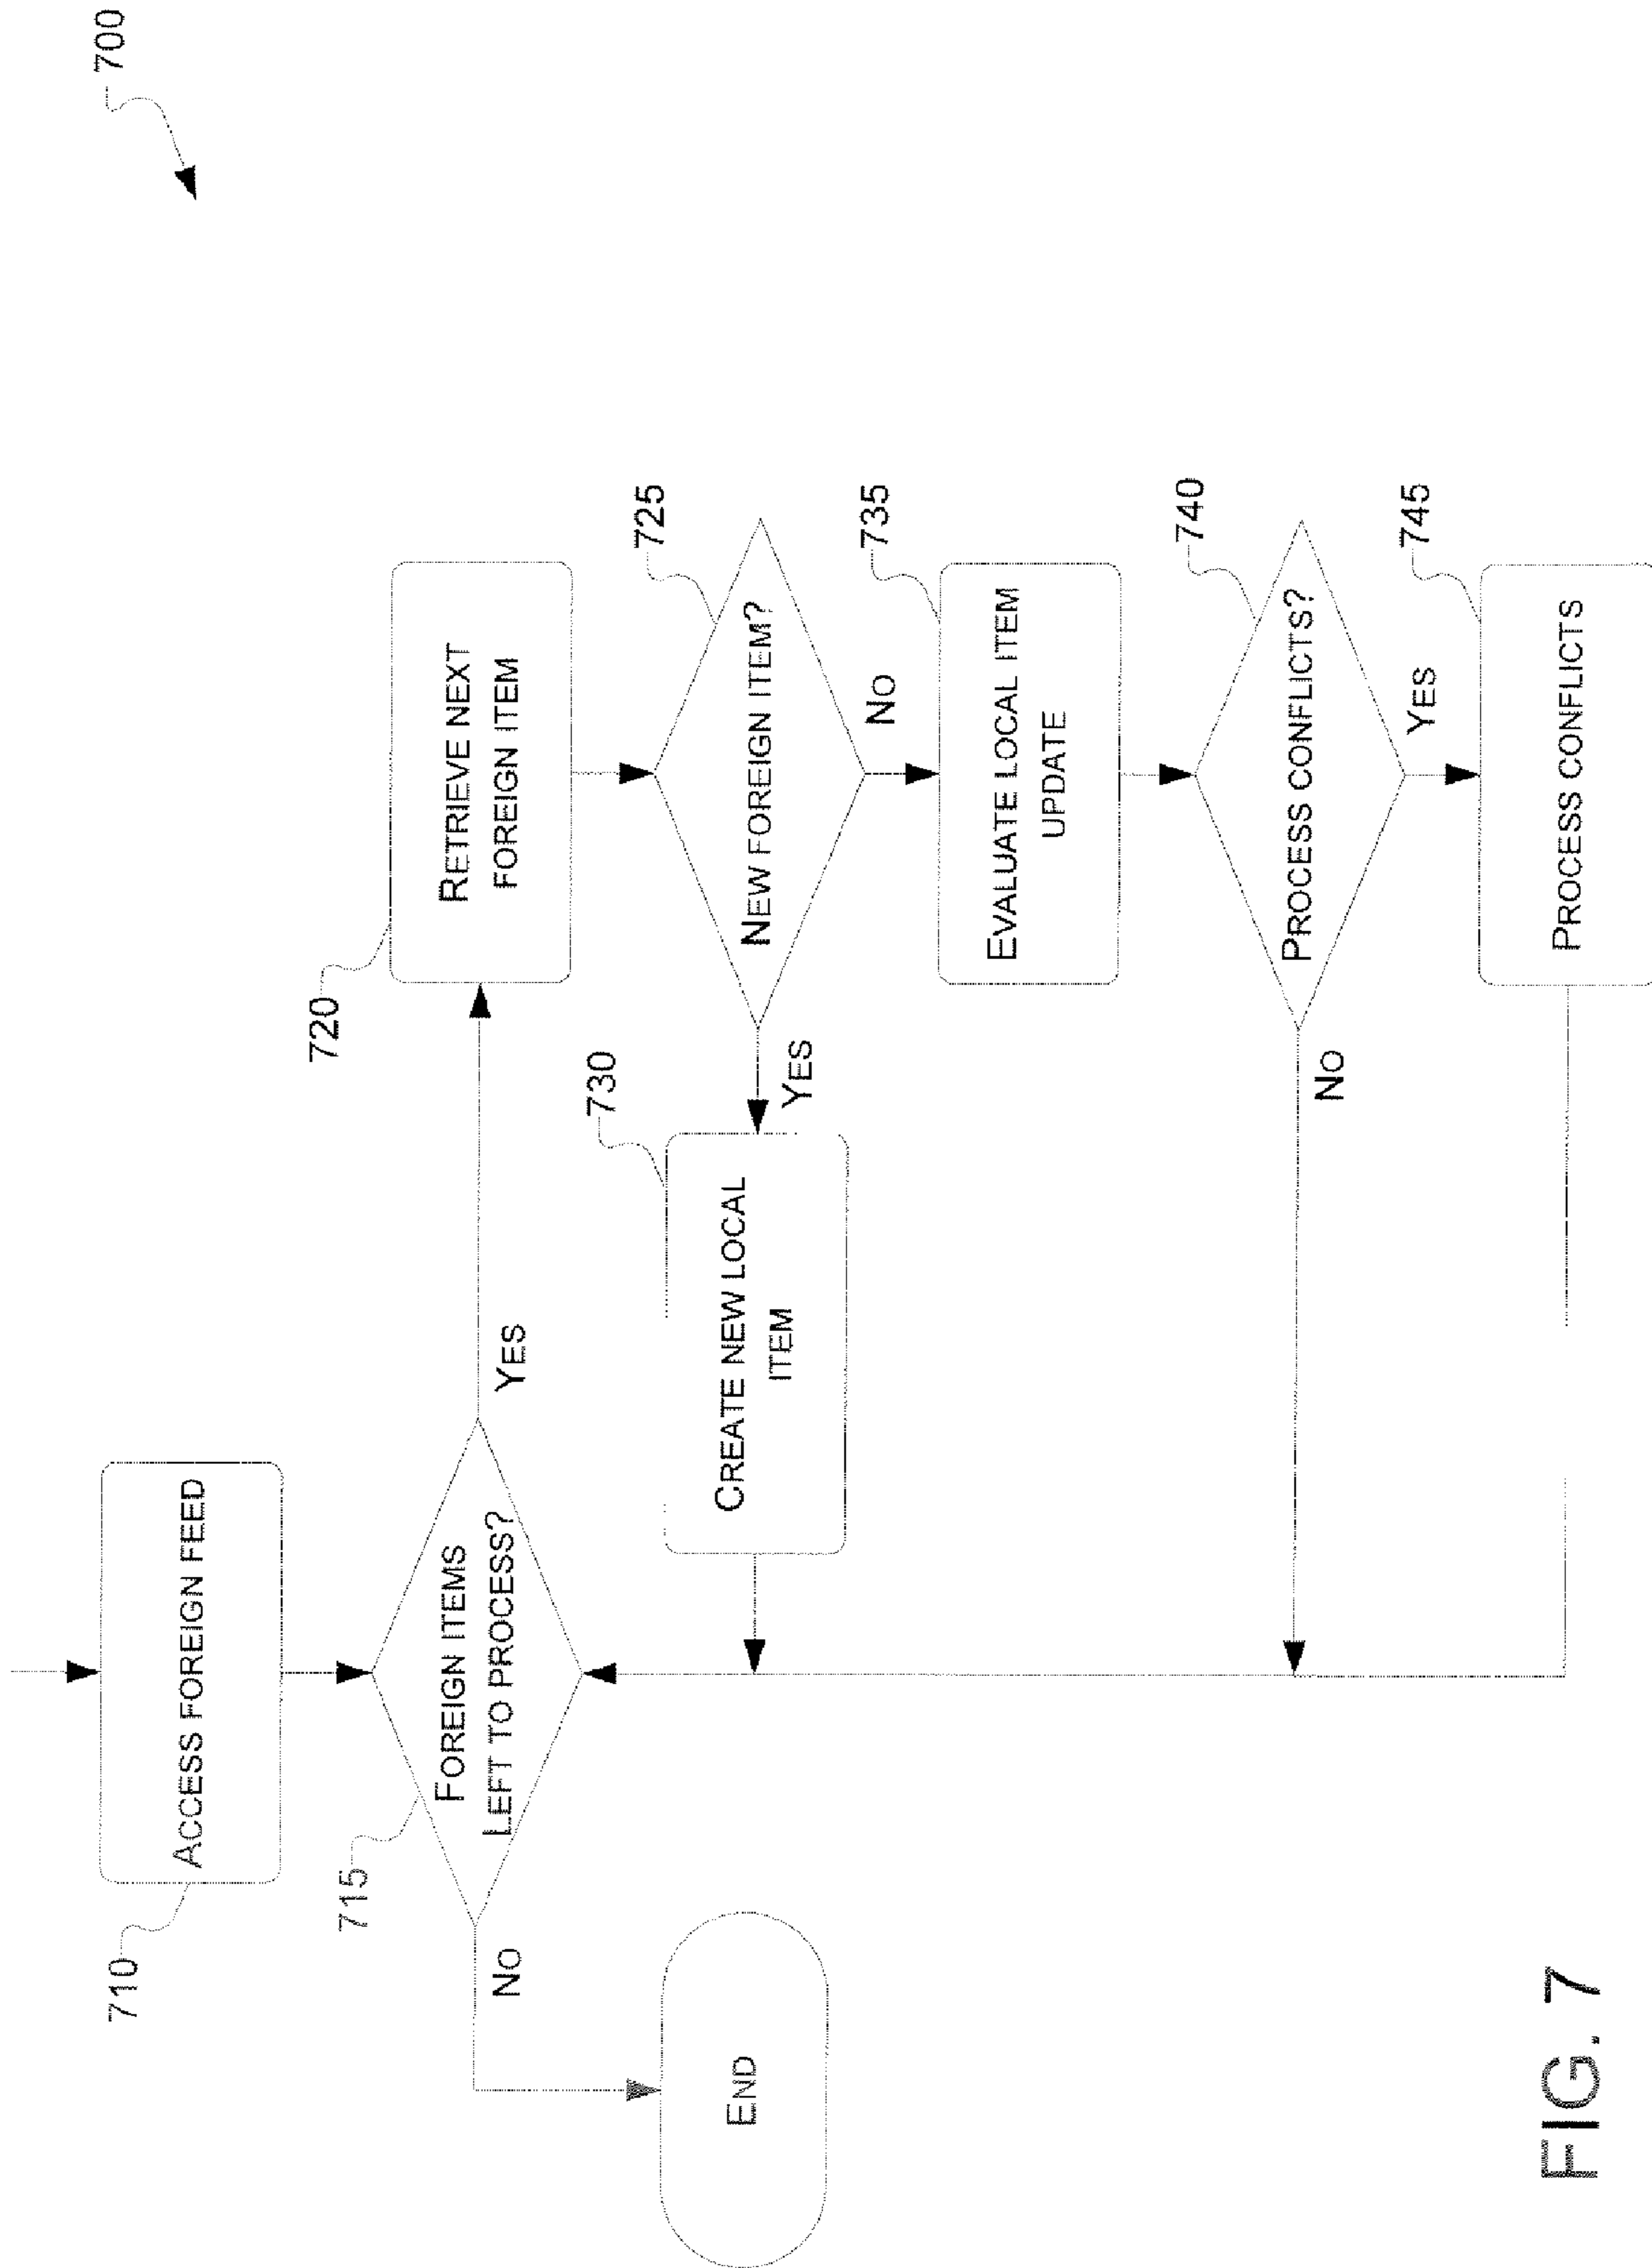 700
710
ACCESS FOREIGN FEED
715
FOREIGN ITEMS
LEFT TO PROCESS?
NO
YES
END
720
RETRIEVE NEXT
FOREIGN ITEM
725
NEW FOREIGN ITEM?
YES
NO
730
CREATE NEW LOCAL
ITEM
735
EVALUATE LOCAL ITEM
UPDATE
740
PROCESS CONFLICTS?
NO
YES
745
PROCESS CONFLICTS
FIG. 7